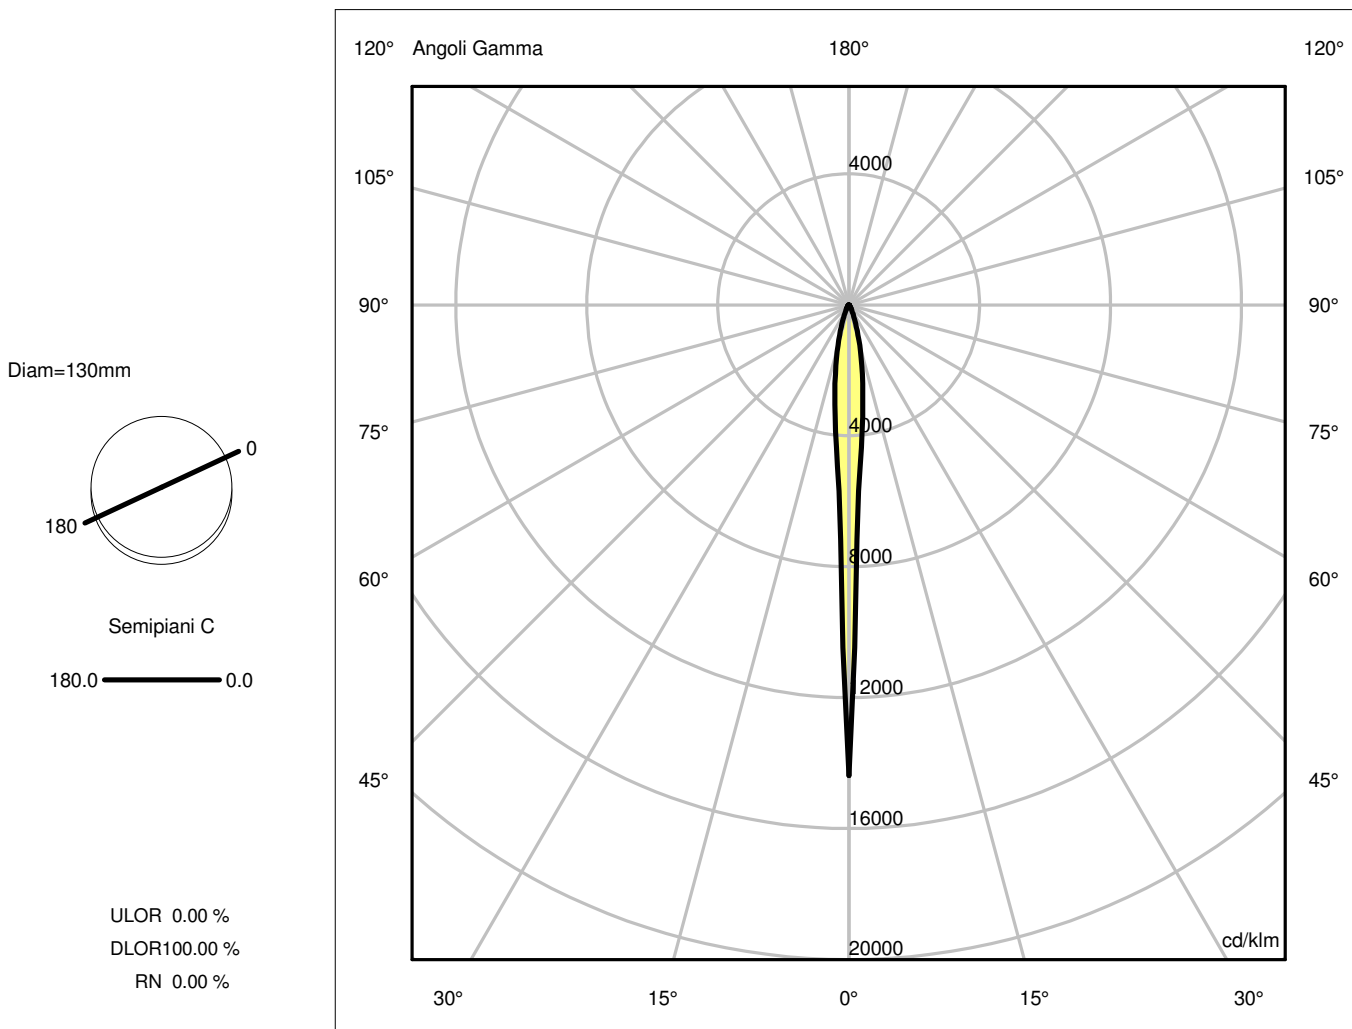 120° Angoli Gamma 180° 120°
4000
105° 105°
90° 90°
Diam=130mm
4000
75° 75°
0
180
8000
60° 60°
Semipiani C
180.0 0.0
12000
45° 45°
16000
ULOR 0.00 %
DLOR100.00 %
RN 0.00 %
cd/klm
20000
30° 15° 0° 15° 30°